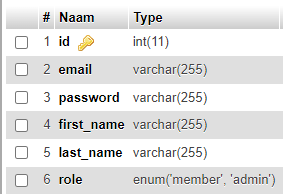 # Naam Type
1 id int(11)
2 email varchar(255)
3 password varchar(255)
4 first_name varchar(255)
5 last_name varchar(255)
6 role enum('member', 'admin')